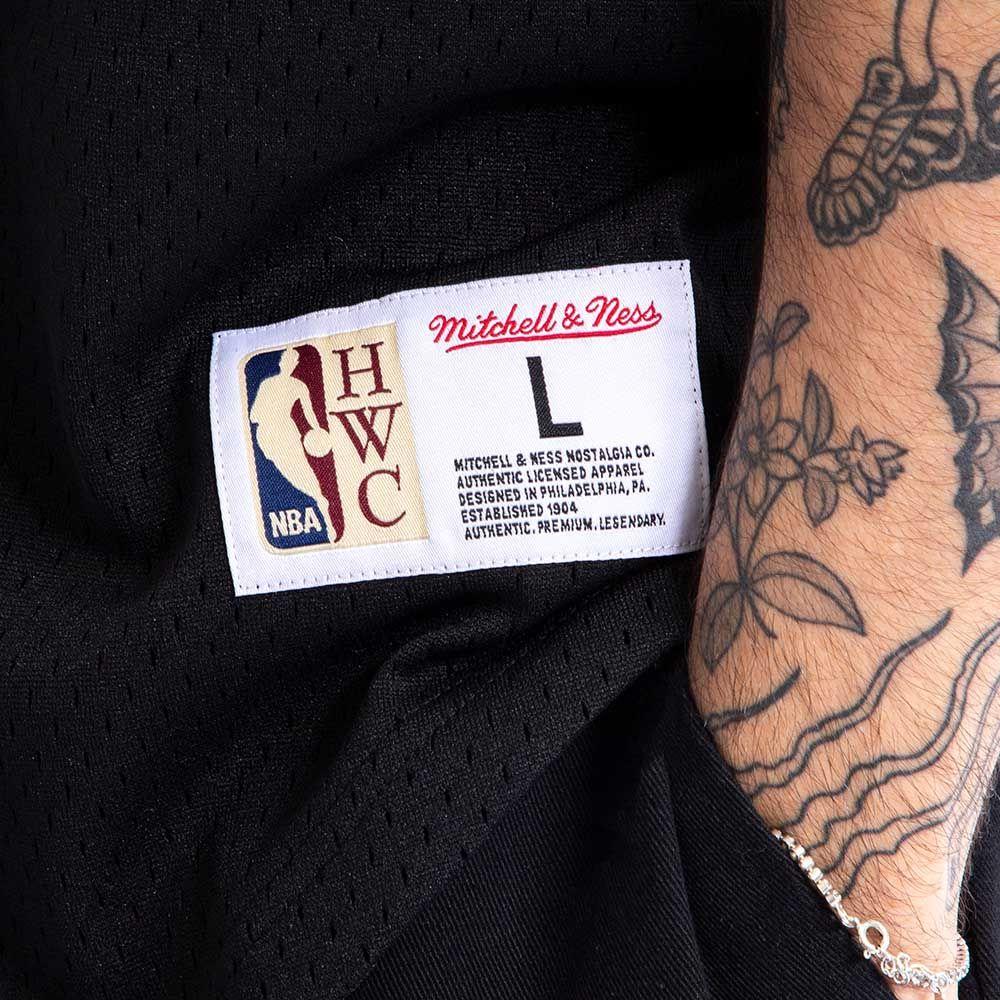 H
W
C
NBA
Mitchell & Ness
L
MITCHELL & NESS NOSTALGIA CO.
AUTHENTIC LICENSED APPAREL
DESIGNED IN PHILADELPHIA, PA.
ESTABLISHED 1904
AUTHENTIC. PREMIUM. LEGENDARY.